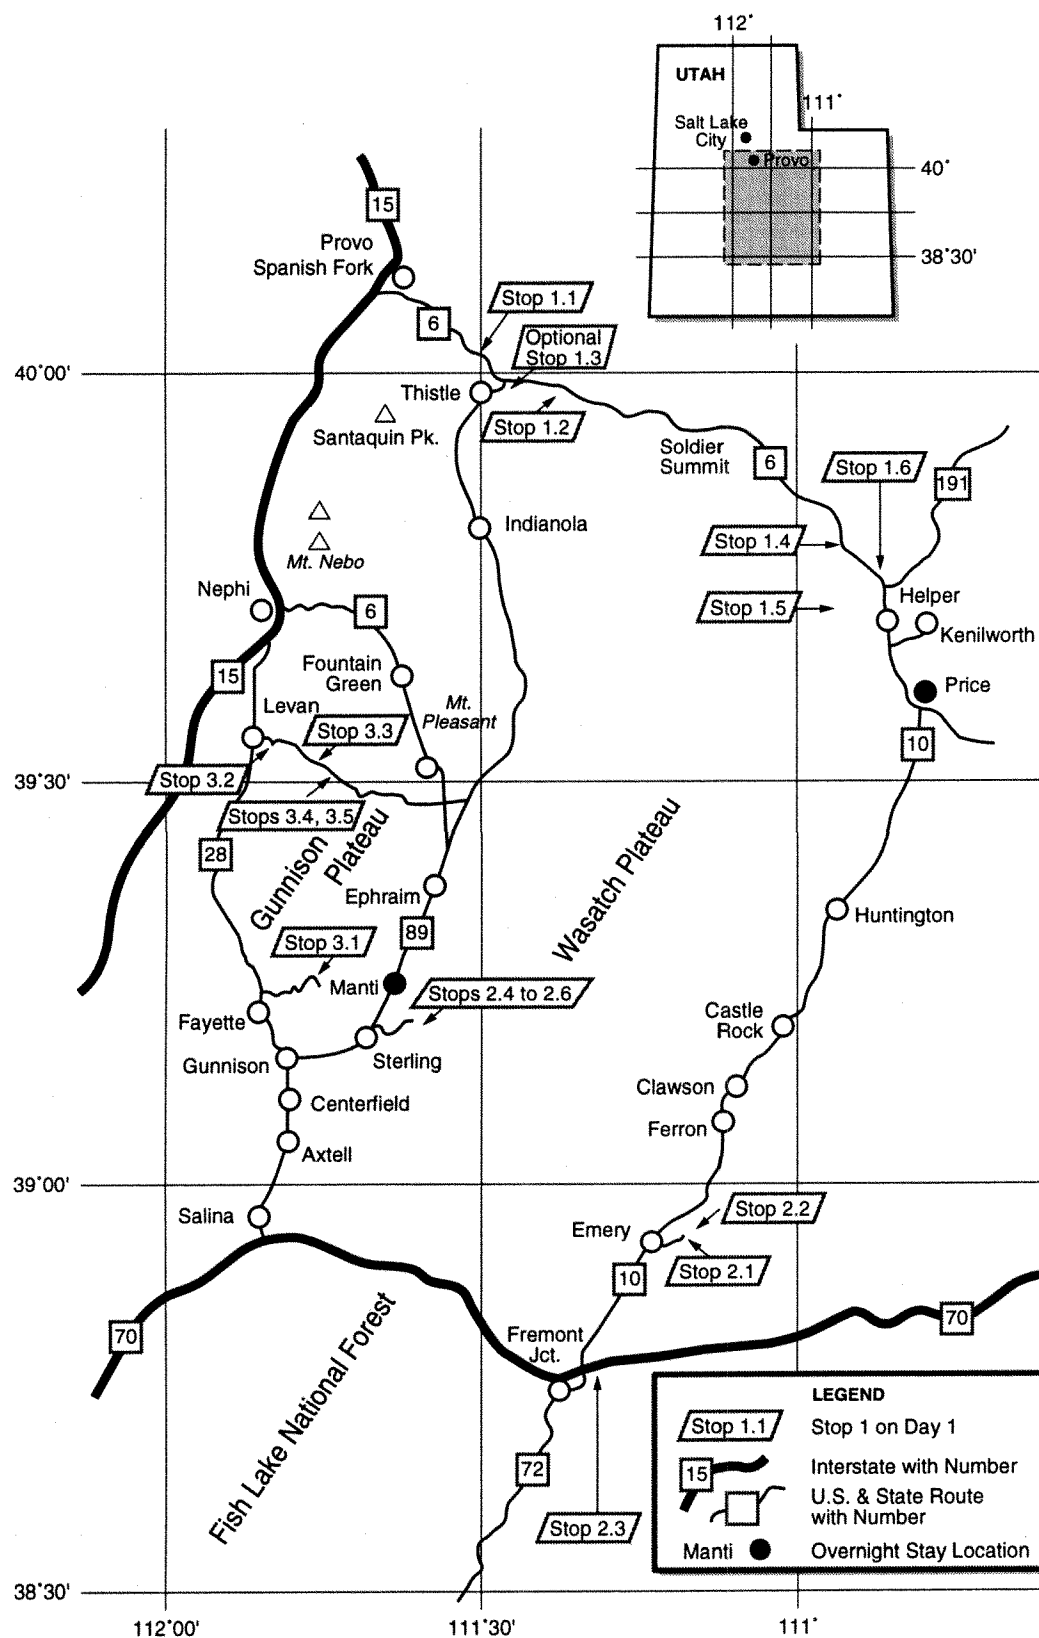 112°
UTAH
111°
Salt Lake
City
Provo
40°
38°30'
15
Provo
Spanish Fork
6
Stop 1.1
Optional
Stop 1.3
40°00'
Thistle
Stop 1.2
Santaquin Pk.
Soldier
Summit
6
Stop 1.6
191
Indianola
Stop 1.4
Mt. Nebo
Nephi
6
Stop 1.5
Helper
Kenilworth
15
Fountain
Green
Price
Levan
Mt.
Pleasant
Stop 3.3
10
Stop 3.2
39°30'
Stops 3.4, 3.5
28
Gunnison
Plateau
Wasatch Plateau
Ephraim
Huntington
89
Stop 3.1
Manti
Stops 2.4 to 2.6
Fayette
Castle
Rock
Gunnison
Sterling
Clawson
Centerfield
Ferron
Axtell
39°00'
Salina
Stop 2.2
Emery
Stop 2.1
10
70
70
Fremont
Jct.
Fish Lake National Forest
72
Stop 2.3
LEGEND
Stop 1.1 Stop 1 on Day 1
15 Interstate with Number
U.S. & State Route
with Number
Manti Overnight Stay Location
38°30'
112°00' 111°30' 111°